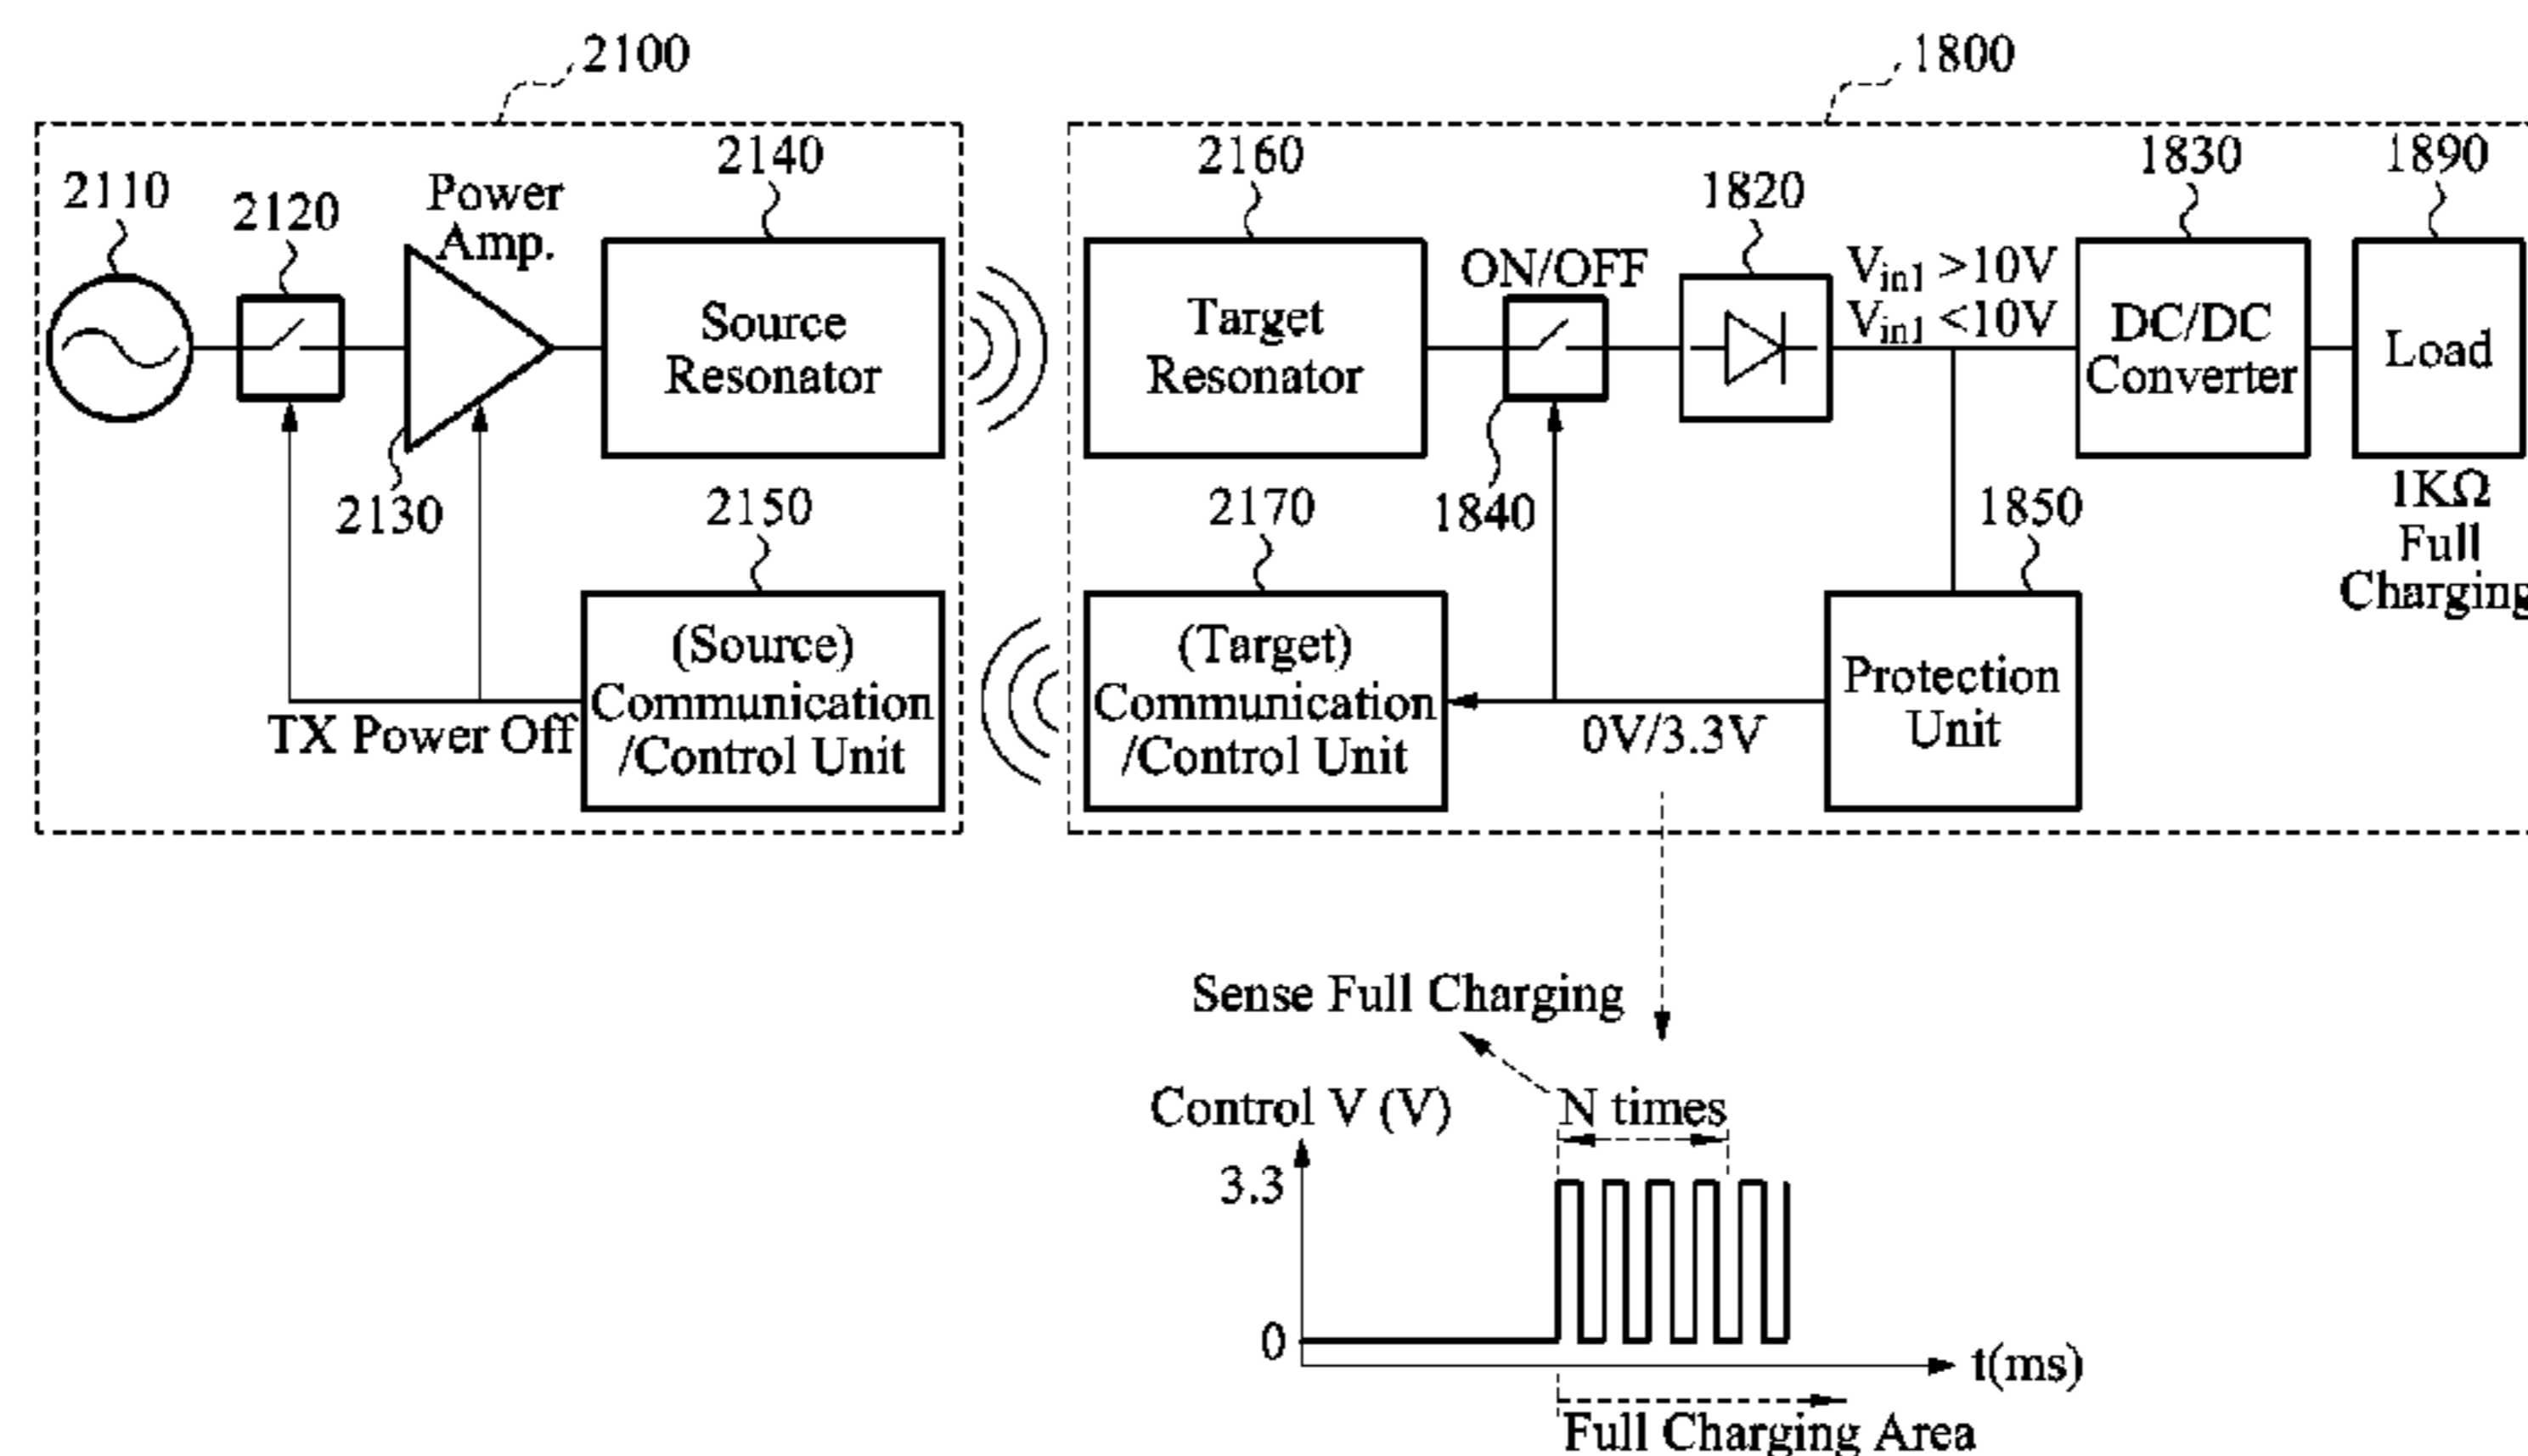 2100
1800
2110
2120
Power
Amp.
2140
2160
1820
1830
1890
Source
Resonator
Target
Resonator
ON/OFF
V_in1 >10V
V_in1 <10V
DC/DC
Converter
Load
2130
2150
2170
1840
1850
1KΩ
Full
Charging
TX Power Off
(Source)
Communication
/Control Unit
(Target)
Communication
/Control Unit
0V/3.3V
Protection
Unit
Sense Full Charging
Control V (V)
N times
3.3
0
t(ms)
Full Charging Area